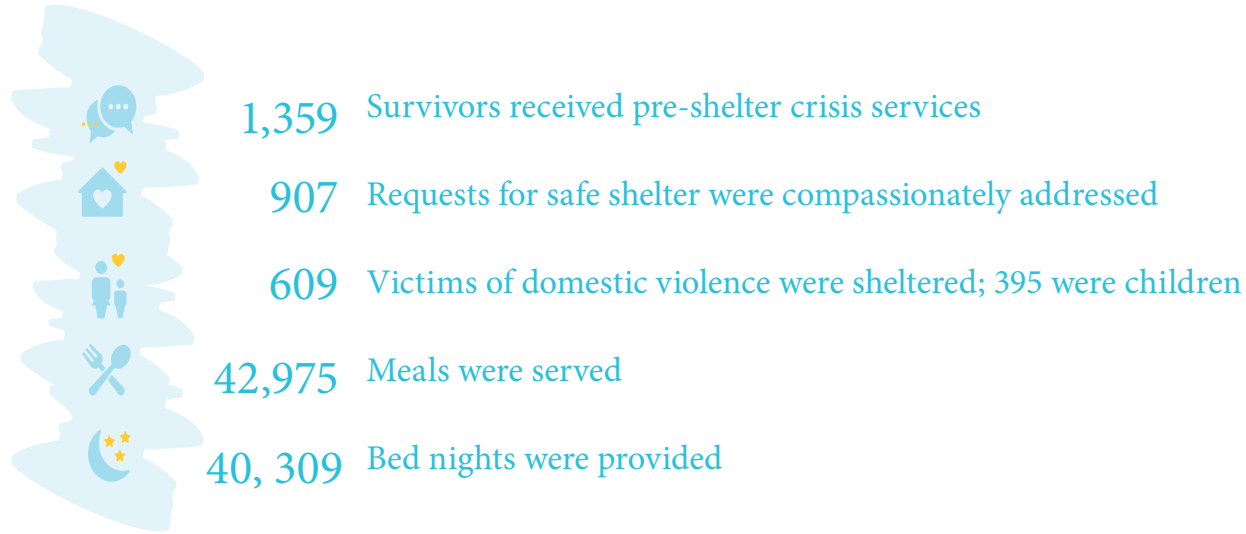 1,359 Survivors received pre-shelter crisis services
907 Requests for safe shelter were compassionately addressed
609 Victims of domestic violence were sheltered; 395 were children
42,975 Meals were served
40, 309 Bed nights were provided